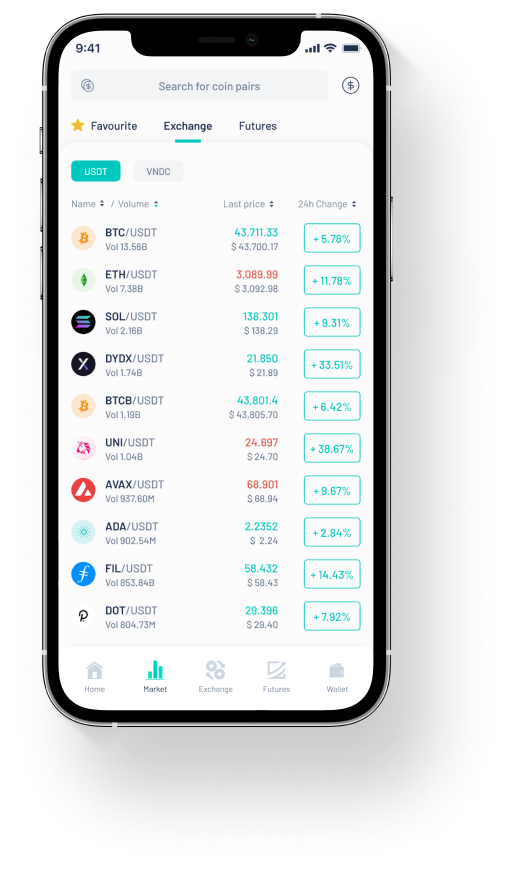 9:41
Search for coin pairs
Favourite Exchange Futures
USDT VNDC
Name / Volume Last price 24h Change
BTC/USDT 43,711.33 +5.78%
Vol 13.56B $ 43,700.17
ETH/USDT 3,089.99 +11.78%
Vol 7.38B $ 3,092.98
SOL/USDT 138.301 +9.31%
Vol 2.16B $ 138.29
DYDX/USDT 21.850 +33.51%
Vol 1.74B $ 21.89
BTCB/USDT 43,801.4 +6.42%
Vol 1.19B $ 43,805.70
UNI/USDT 24.697 +38.67%
Vol 1.04B $ 24.70
AVAX/USDT 68,901 +9.67%
Vol 937.60M $ 68.94
ADA/USDT 2.2352 +2.84%
Vol 902.54M $ 2.24
FIL/USDT 58.432 +14.43%
Vol 853.84B $ 58.43
DOT/USDT 29.396 +7.92%
Vol 804.73M $ 29.40
Home Market Exchange Futures Wallet